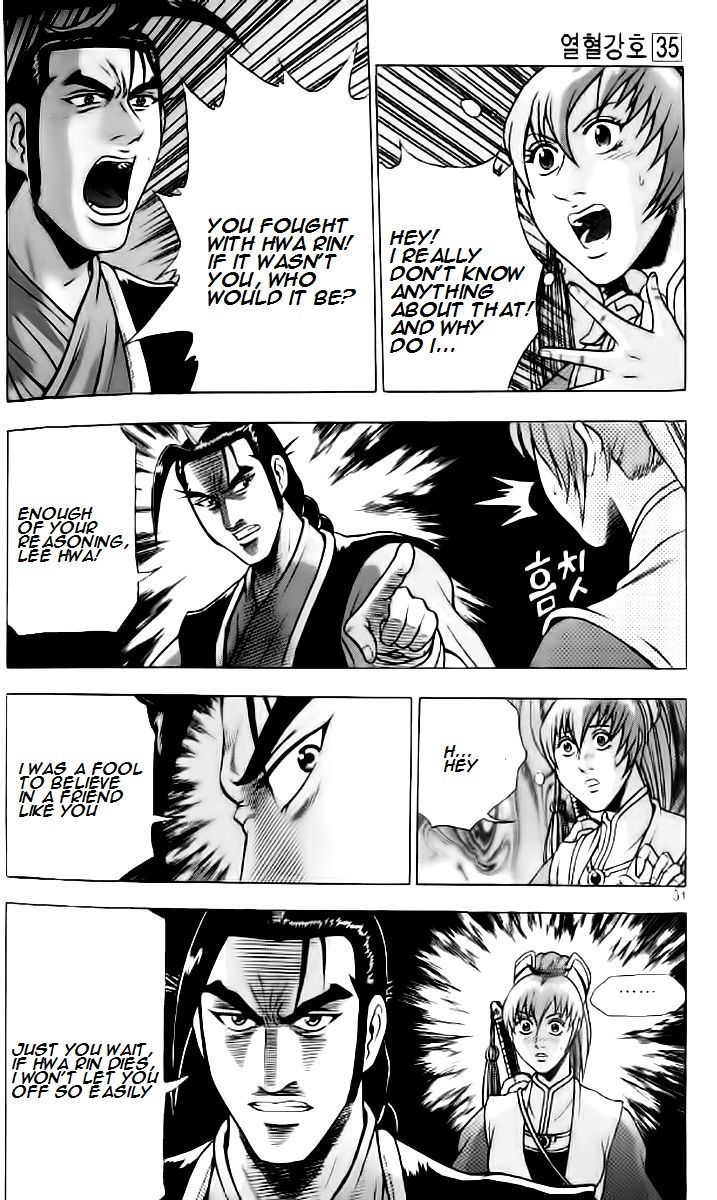 열혈강호 35
YOU FOUGHT
WITH HWA RIN!
IF IT WASN'T
YOU, WHO
WOULD IT BE?
HEY!
I REALLY
DON'T KNOW
ANYTHING
ABOUT THAT!
AND WHY
DO I...
ENOUGH
OF YOUR
REASONING,
LEE HWA!
흠칫
I WAS A FOOL
TO BELIEVE
IN A FRIEND
LIKE YOU
H...
HEY
31
JUST YOU WAIT,
IF HWA RIN DIES,
I WON'T LET YOU
OFF SO EASILY
......